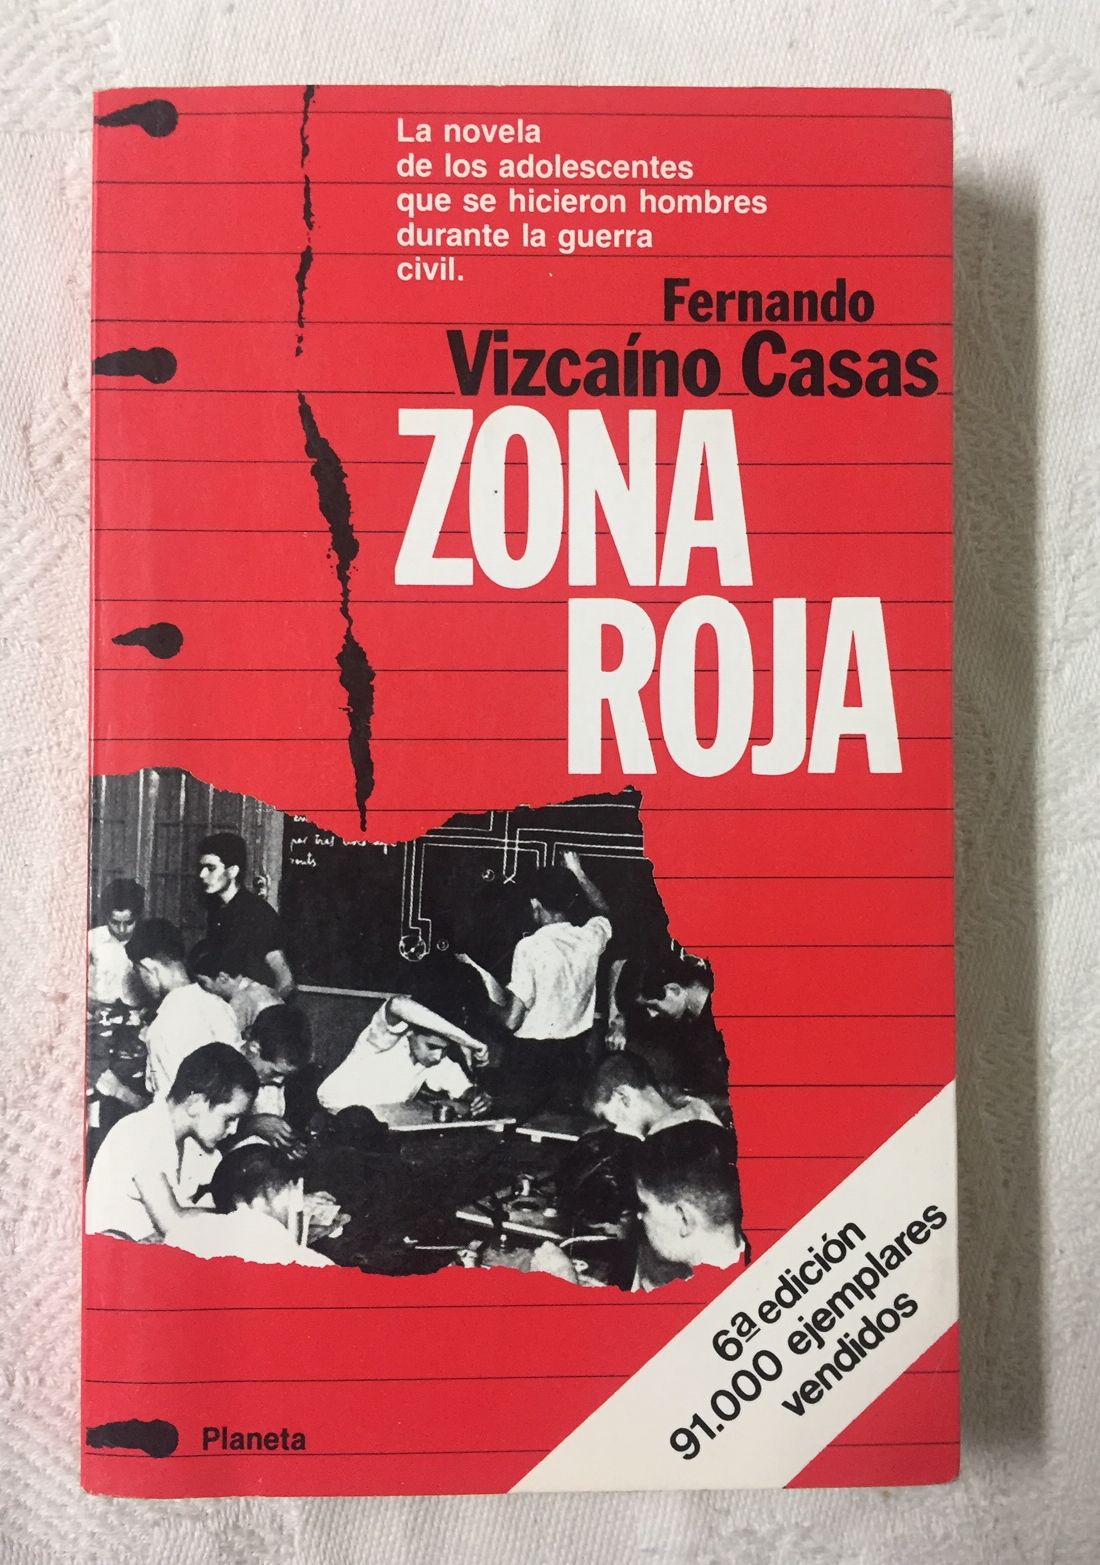 La novela
de los adolescentes
que se hicieron hombres
durante la guerra
civil.
Fernando
Vizcaíno Casas
ZONA
ROJA
6ª edición
91.000 ejemplares
vendidos
Planeta